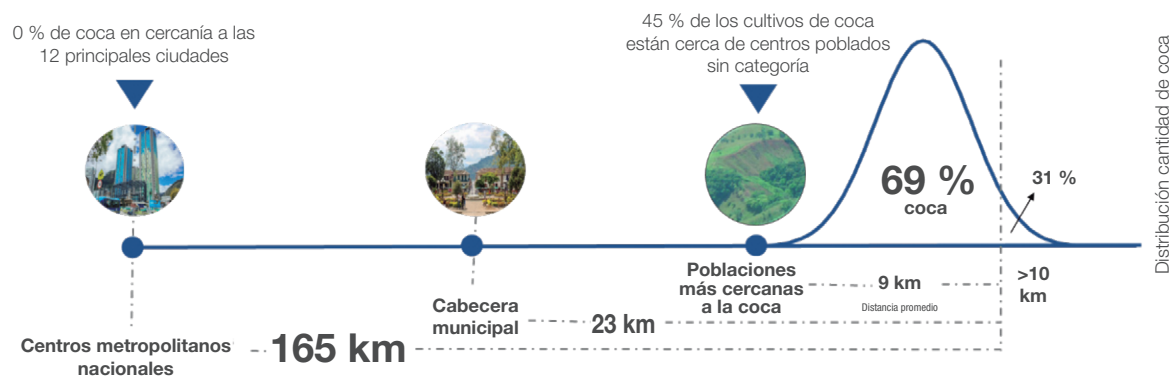 0 % de coca en cercanía a las
12 principales ciudades
45 % de los cultivos de coca
están cerca de centros poblados
sin categoría
Distribución cantidad de coca
69 %
coca
31 %
Poblaciones
más cercanas
a la coca
9 km
Distancia promedio
>10
km
Cabecera
municipal
23 km
Centros metropolitanos
nacionales
165 km